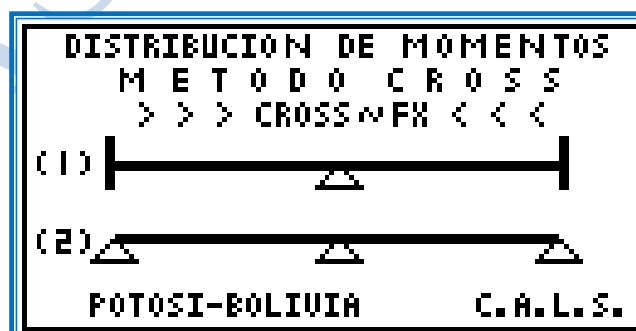 DISTRIBUCION DE MOMENTOS
M E T O D O C R O S S
> > > CROSS~FX < < <
(1)
(2)
POTOSI-BOLIVIA C.A.L.S.